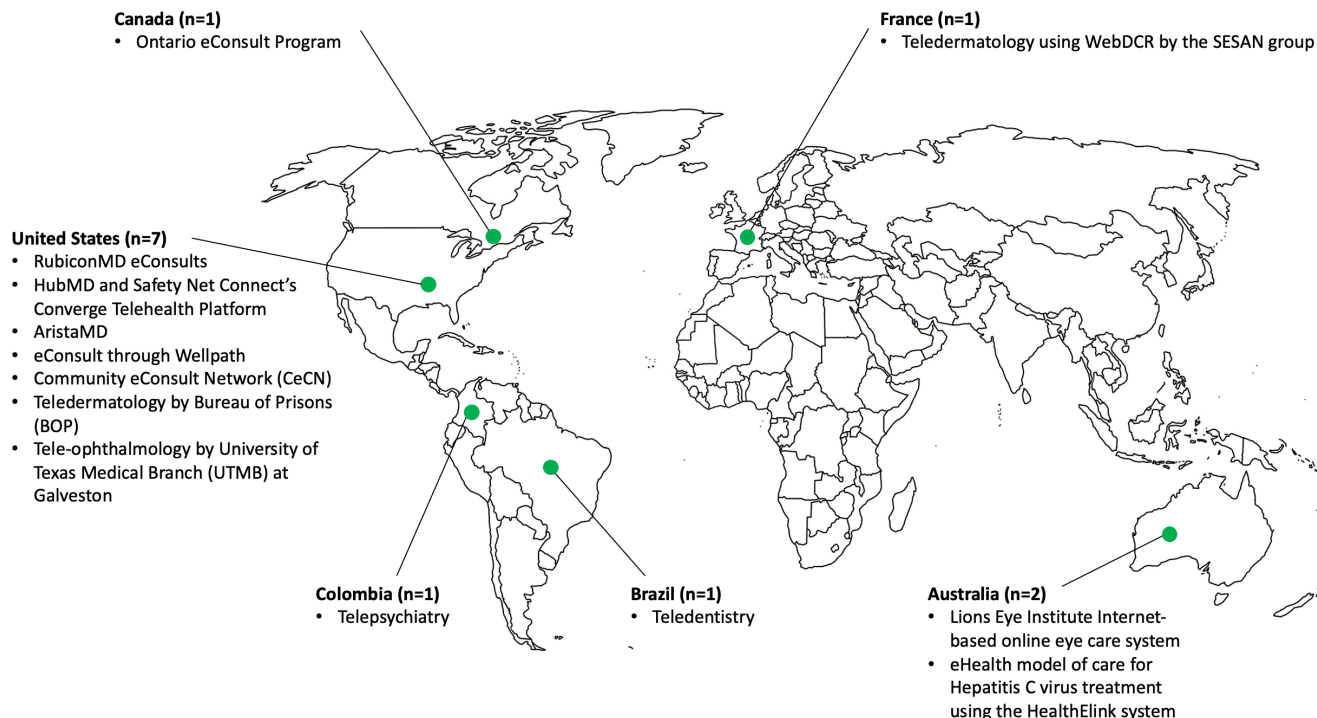 Canada (n=1)
• Ontario eConsult Program
France (n=1)
• Teledermatology using WebDCR by the SESAN group
United States (n=7)
• RubiconMD eConsults
• HubMD and Safety Net Connect's
Converge Telehealth Platform
• AristaMD
• eConsult through Wellpath
• Community eConsult Network (CeCN)
• Teledermatology by Bureau of Prisons
(BOP)
• Tele-ophthalmology by University of
Texas Medical Branch (UTMB) at
Galveston
Colombia (n=1)
• Telepsychiatry
Brazil (n=1)
• Teledentistry
Australia (n=2)
• Lions Eye Institute Internet-
based online eye care system
• eHealth model of care for
Hepatitis C virus treatment
using the HealthElink system